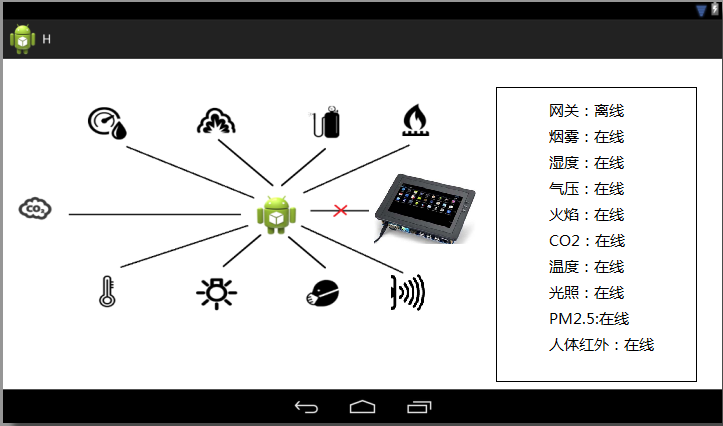 H
CO2
网关：离线
烟雾：在线
湿度：在线
气压：在线
火焰：在线
CO2：在线
温度：在线
光照：在线
PM2.5:在线
人体红外：在线